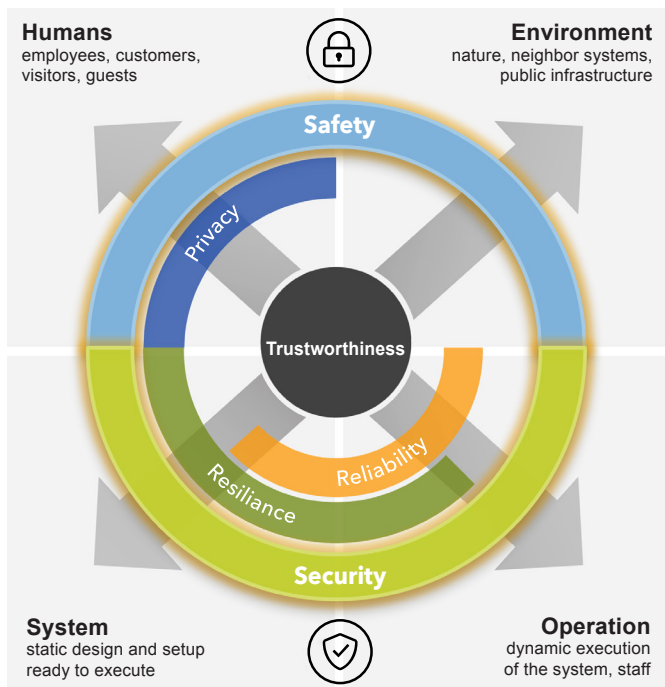 Humans
employees, customers,
visitors, guests
Environment
nature, neighbor systems,
public infrastructure
Safety
Privacy
Trustworthiness
Reliability
Resiliance
Security
System
static design and setup
ready to execute
Operation
dynamic execution
of the system, staff